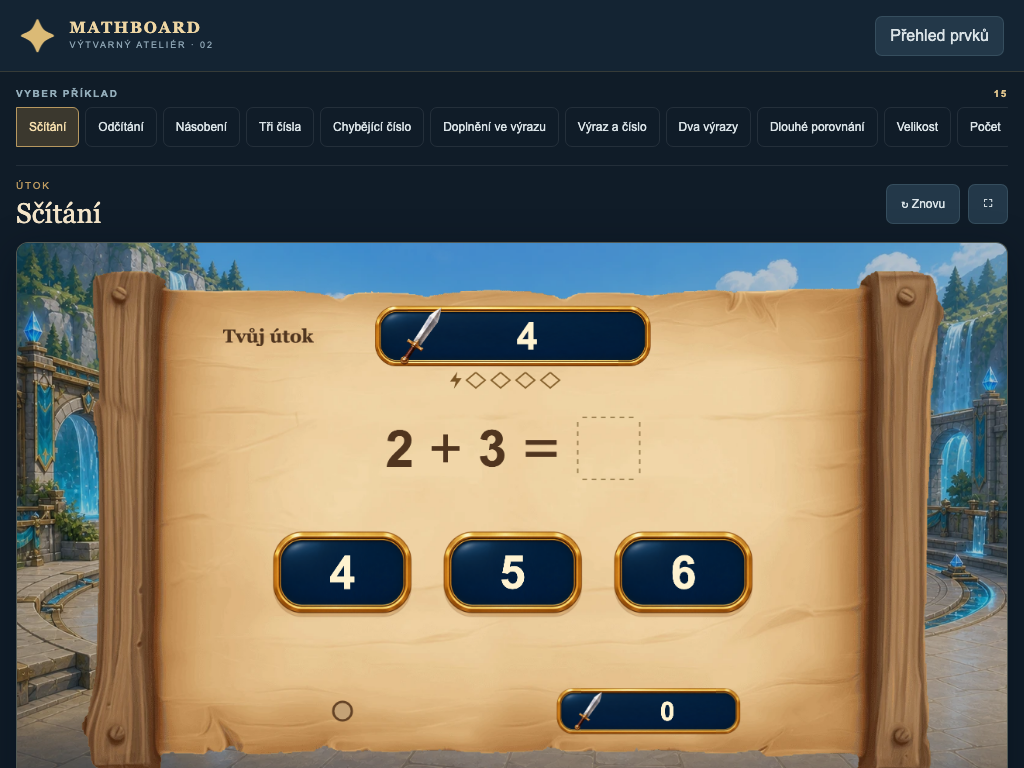 MATHBOARD
VÝTVARNÝ ATELIÉR · 02
Přehled prvků
VYBER PŘÍKLAD
15
Sčítání
Odčítání
Násobení
Tři čísla
Chybějící číslo
Doplnění ve výrazu
Výraz a číslo
Dva výrazy
Dlouhé porovnání
Velikost
Počet
ÚTOK
Sčítání
↻ Znovu
Tvůj útok
4
2 + 3 =
4
5
6
0